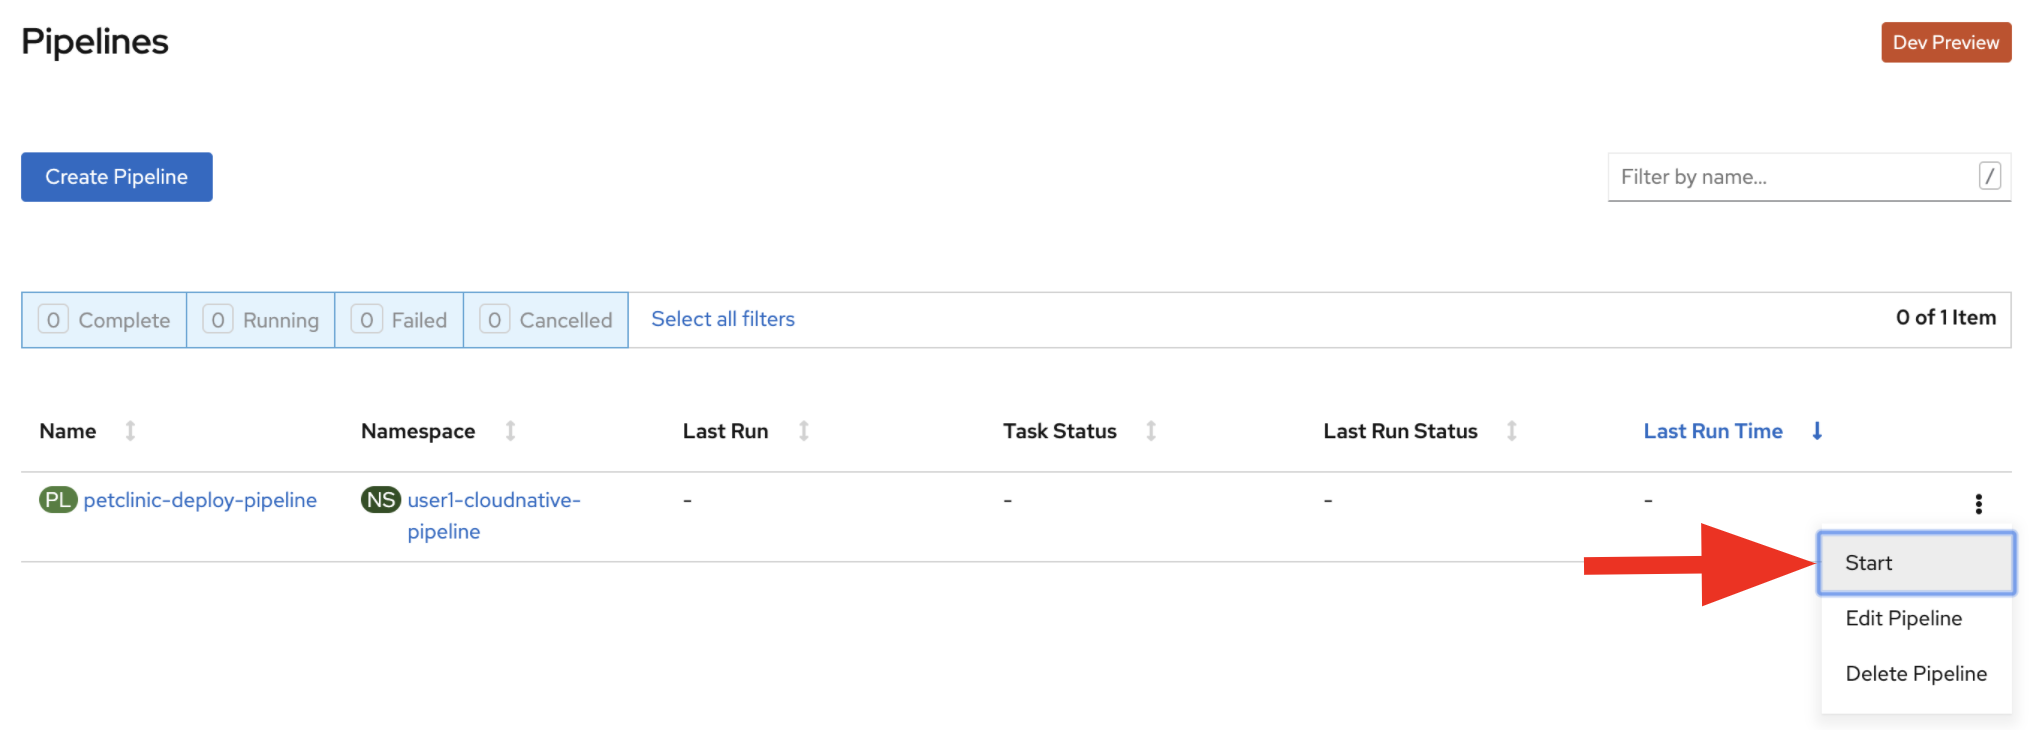 Pipelines
Dev Preview
Create Pipeline
Filter by name...
/
0 Complete 0 Running 0 Failed 0 Cancelled Select all filters 0 of 1 Item
Name Namespace Last Run Task Status Last Run Status Last Run Time
PL petclinic-deploy-pipeline NS user1-cloudnative- - - - -
pipeline
Start
Edit Pipeline
Delete Pipeline